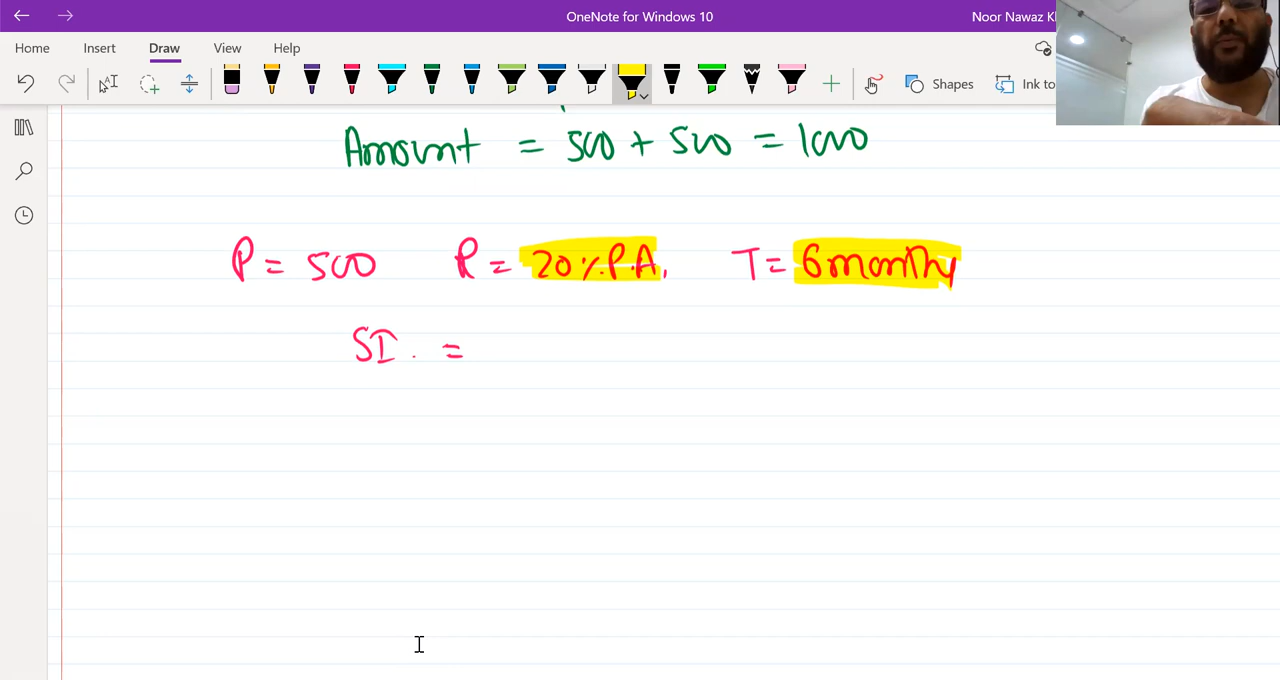 OneNote for Windows 10
Noor Nawaz Kh
Home Insert Draw View Help
Shapes Ink to
Amount = 500 + 500 = 1000
P = 500 R = 20%.P.A. T = 6 months
SI. =